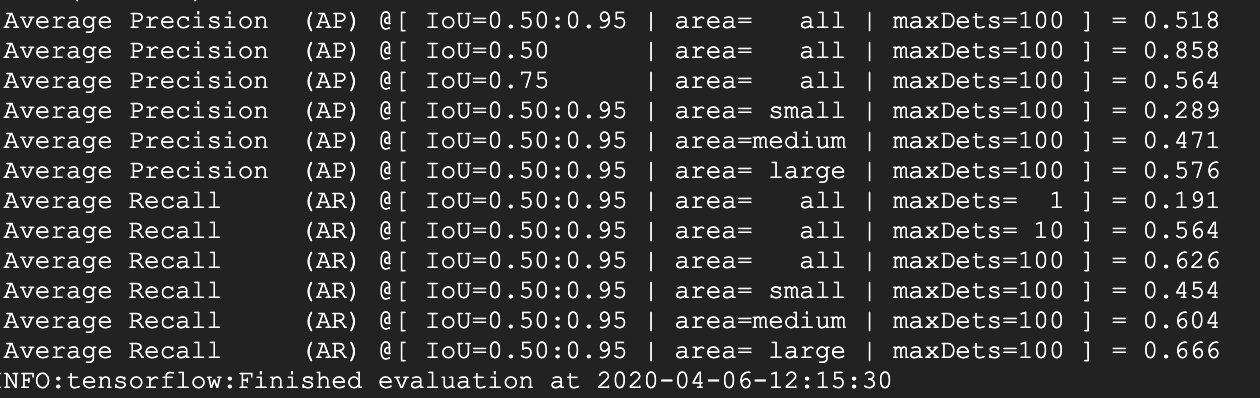 Average Precision  (AP) @[ IoU=0.50:0.95 | area=   all | maxDets=100 ] = 0.518
Average Precision  (AP) @[ IoU=0.50      | area=   all | maxDets=100 ] = 0.858
Average Precision  (AP) @[ IoU=0.75      | area=   all | maxDets=100 ] = 0.564
Average Precision  (AP) @[ IoU=0.50:0.95 | area= small | maxDets=100 ] = 0.289
Average Precision  (AP) @[ IoU=0.50:0.95 | area=medium | maxDets=100 ] = 0.471
Average Precision  (AP) @[ IoU=0.50:0.95 | area= large | maxDets=100 ] = 0.576
Average Recall     (AR) @[ IoU=0.50:0.95 | area=   all | maxDets=  1 ] = 0.191
Average Recall     (AR) @[ IoU=0.50:0.95 | area=   all | maxDets= 10 ] = 0.564
Average Recall     (AR) @[ IoU=0.50:0.95 | area=   all | maxDets=100 ] = 0.626
Average Recall     (AR) @[ IoU=0.50:0.95 | area= small | maxDets=100 ] = 0.454
Average Recall     (AR) @[ IoU=0.50:0.95 | area=medium | maxDets=100 ] = 0.604
Average Recall     (AR) @[ IoU=0.50:0.95 | area= large | maxDets=100 ] = 0.666
INFO:tensorflow:Finished evaluation at 2020-04-06-12:15:30